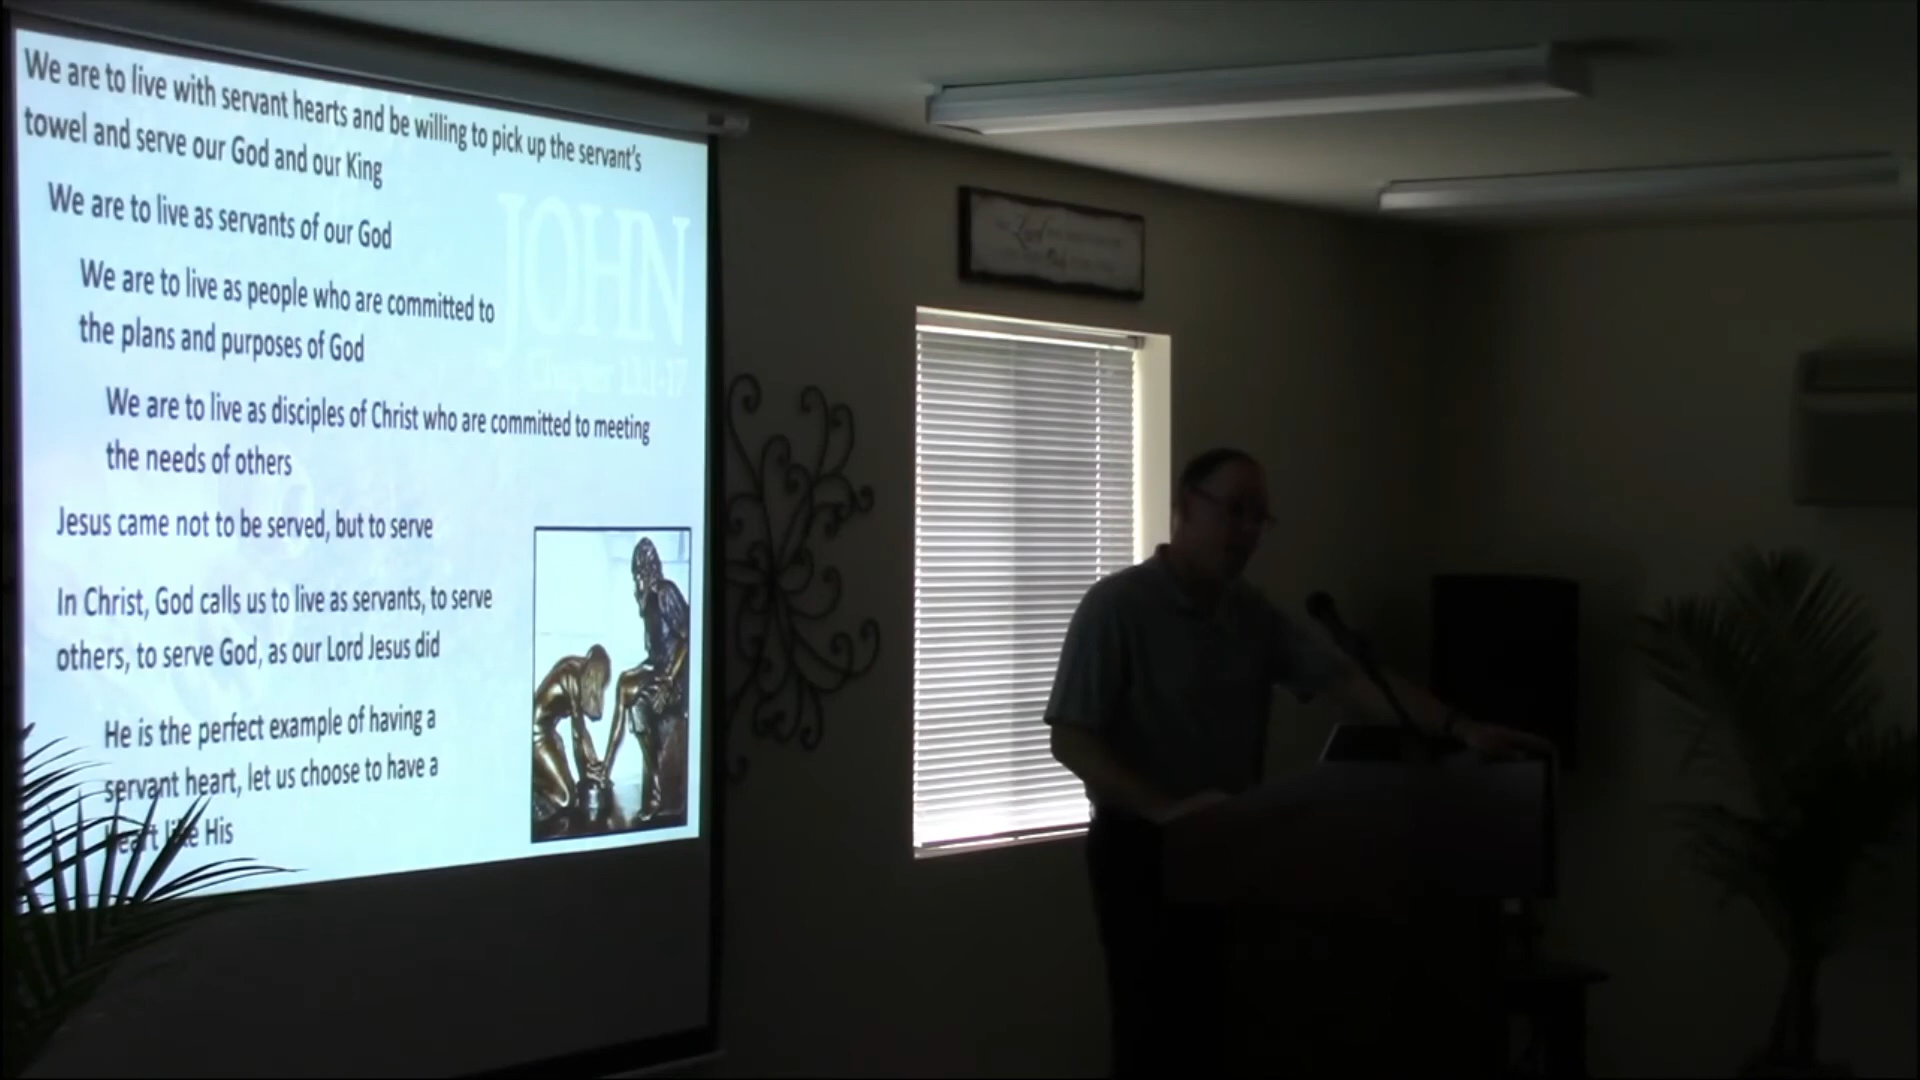 We are to live with servant hearts and be willing to pick up the servant's
towel and serve our God and our King
We are to live as servants of our God
We are to live as people who are committed to
the plans and purposes of God
We are to live as disciples of Christ who are committed to meeting
the needs of others
Jesus came not to be served, but to serve
In Christ, God calls us to live as servants, to serve
others, to serve God, as our Lord Jesus did
He is the perfect example of having a
servant heart, let us choose to have a
heart like His
JOHN
Chapter 13:1-17
Lord